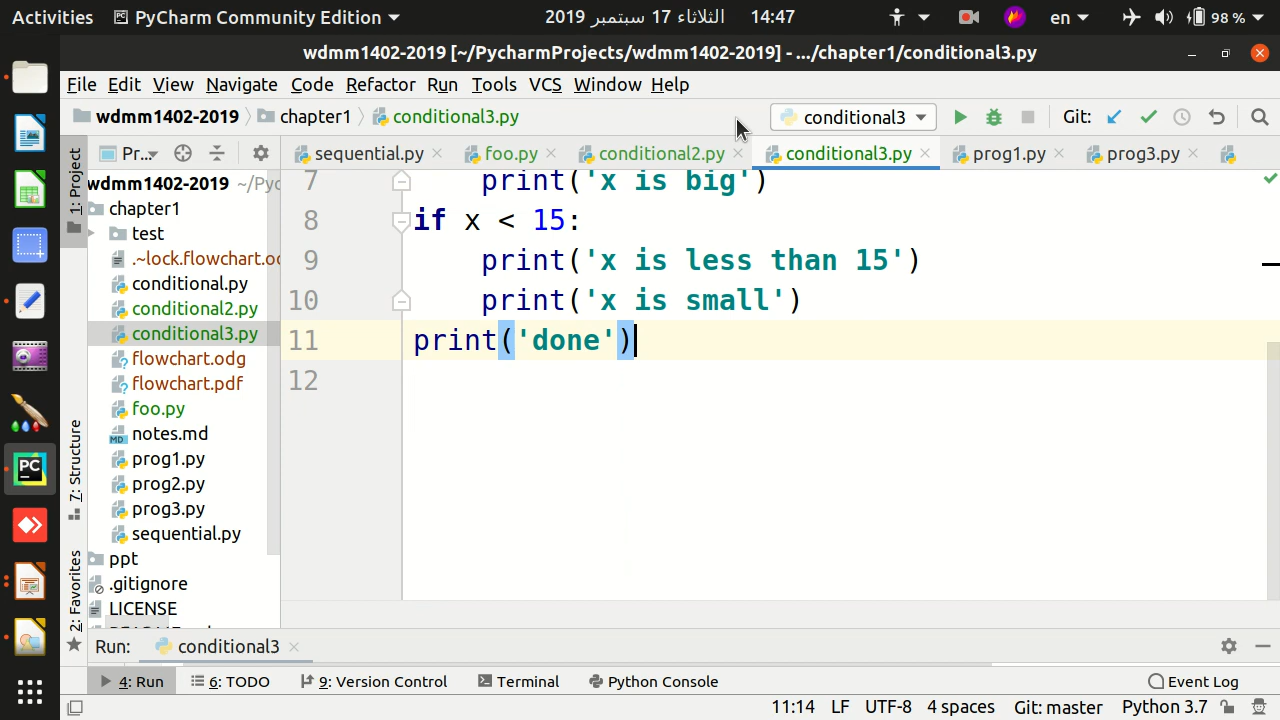 Activities PyCharm Community Edition 2019 الثلاثاء 17 سبتمبر 14:47 en 98 %
wdmm1402-2019 [~/PycharmProjects/wdmm1402-2019] - .../chapter1/conditional3.py
File Edit View Navigate Code Refactor Run Tools VCS Window Help
wdmm1402-2019 chapter1 conditional3.py conditional3 Git:
1: Project
Pr... sequential.py foo.py conditional2.py conditional3.py prog1.py prog3.py
wdmm1402-2019 ~/Pyc
chapter1
test
.~lock.flowchart.oc
conditional.py
conditional2.py
conditional3.py
flowchart.odg
flowchart.pdf
foo.py
notes.md
prog1.py
prog2.py
prog3.py
sequential.py
ppt
.gitignore
LICENSE
7 print('x is big')
8 if x < 15:
9 print('x is less than 15')
10 print('x is small')
11 print('done')
12
7: Structure
2: Favorites
Run: conditional3
4: Run 6: TODO 9: Version Control Terminal Python Console Event Log
11:14 LF UTF-8 4 spaces Git: master Python 3.7